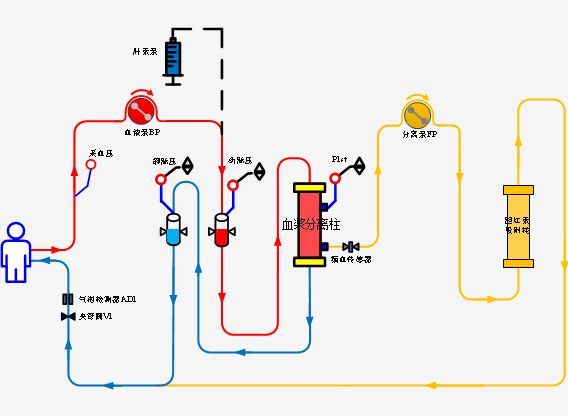 针泵泵
血液泵BP
采血压
静脉压
动脉压
P1st
分离泵FP
血浆分离柱
漏血传感器
胆红素
吸附柱
气泡检测器AD1
夹管阀V1